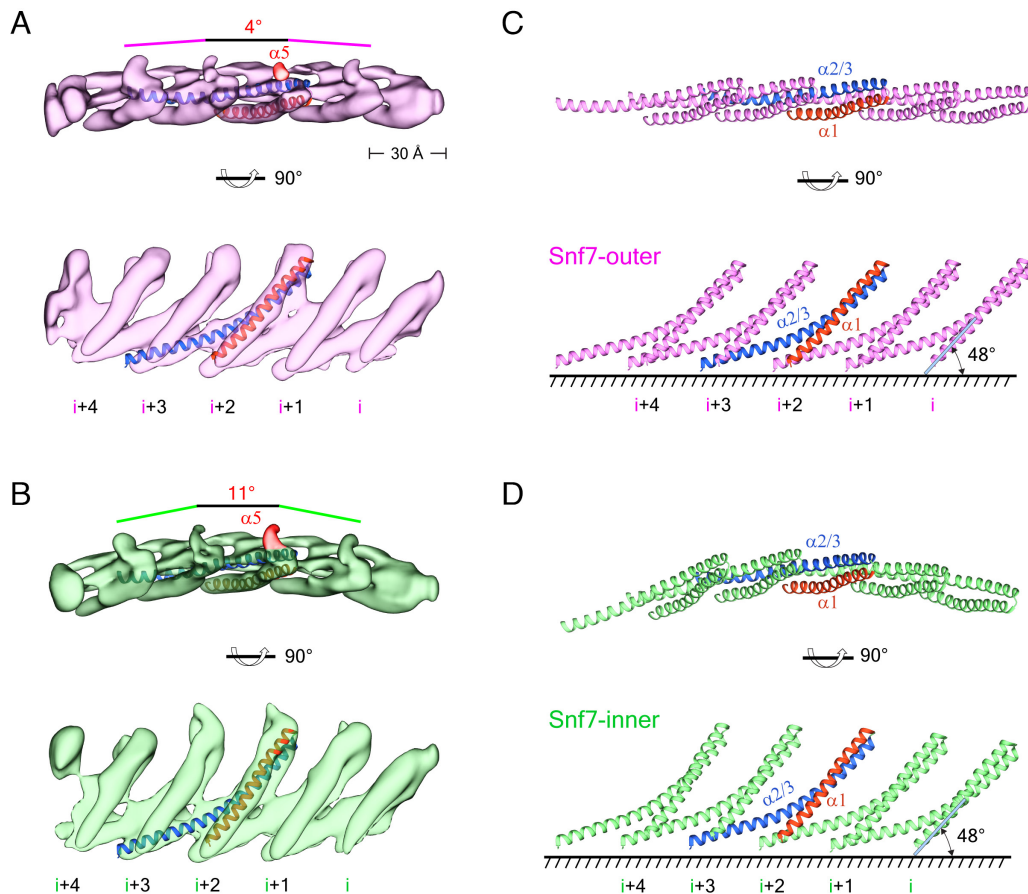 A
4°
α5
30 Å
90°
i+4 i+3 i+2 i+1 i
B
11°
α5
90°
i+4 i+3 i+2 i+1 i
C
α2/3
α1
90°
Snf7-outer
α2/3
α1
48°
i+4 i+3 i+2 i+1 i
D
α2/3
α1
90°
Snf7-inner
α2/3
α1
48°
i+4 i+3 i+2 i+1 i